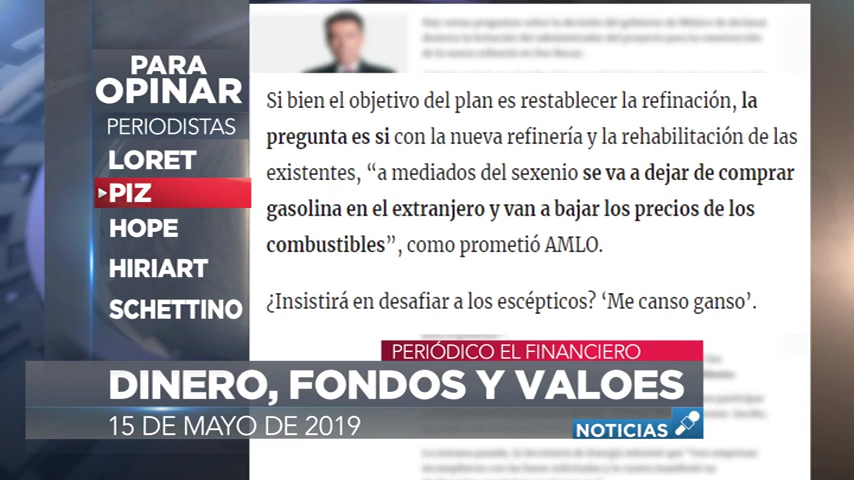 PARA
OPINAR
PERIODISTAS
LORET
PIZ
HOPE
HIRIART
SCHETTINO
Si bien el objetivo del plan es restablecer la refinación, la
pregunta es si con la nueva refinería y la rehabilitación de las
existentes, “a mediados del sexenio se va a dejar de comprar
gasolina en el extranjero y van a bajar los precios de los
combustibles”, como prometió AMLO.
¿Insistirá en desafiar a los escépticos? ‘Me canso ganso’.
PERIÓDICO EL FINANCIERO
DINERO, FONDOS Y VALOES
15 DE MAYO DE 2019
NOTICIAS